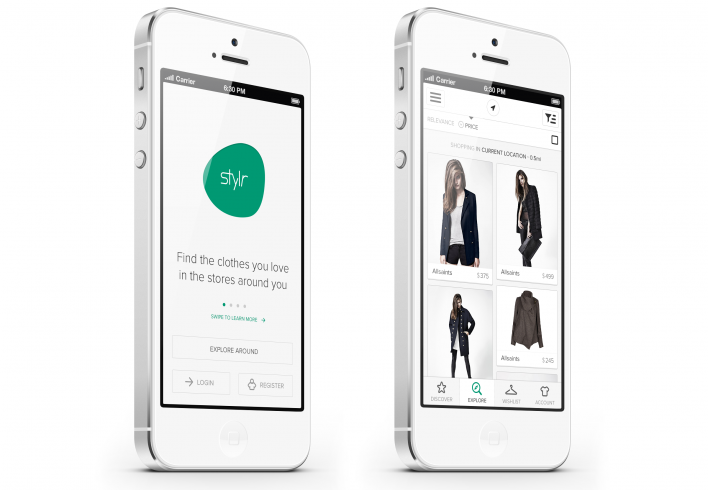 Carrier
6:30 PM
stylr
Find the clothes you love
in the stores around you
SWIPE TO LEARN MORE
EXPLORE AROUND
LOGIN
REGISTER
Carrier
6:30 PM
RELEVANCE PRICE
SHOPPING IN CURRENT LOCATION - 0.5mi
Allsaints $375
Allsaints $499
Allsaints $245
DISCOVER EXPLORE WISHLIST ACCOUNT